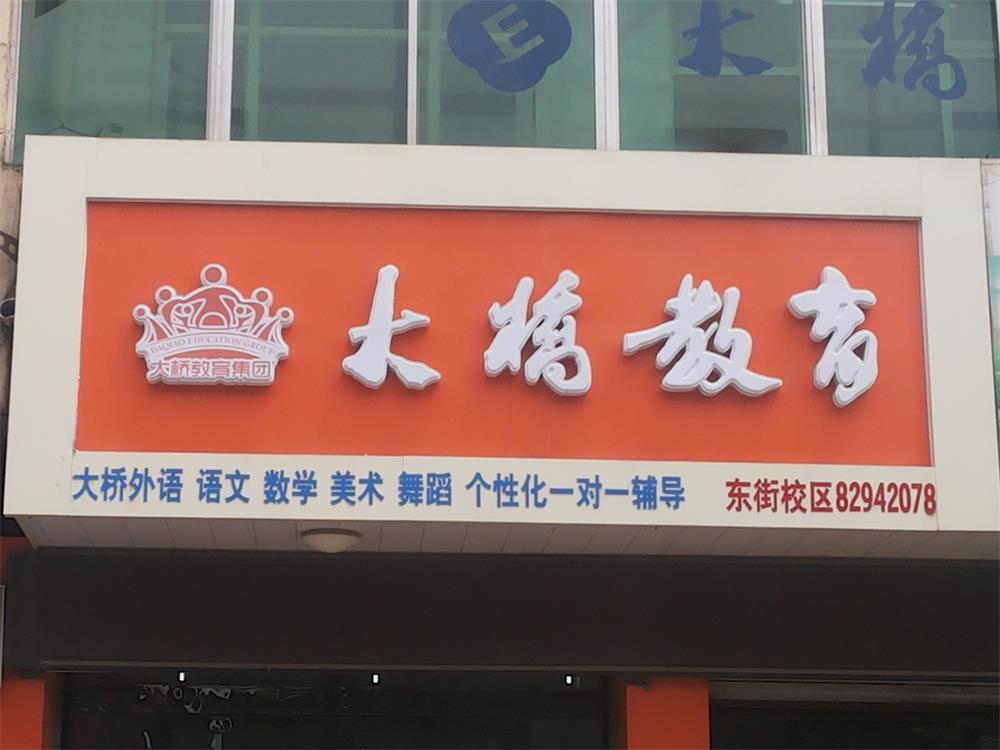 大橋
DAQIAO EDUCATION GROUP
大桥教育集团
大橋教育
大桥外语 语文 数学 美术 舞蹈 个性化一对一辅导 东街校区82942078